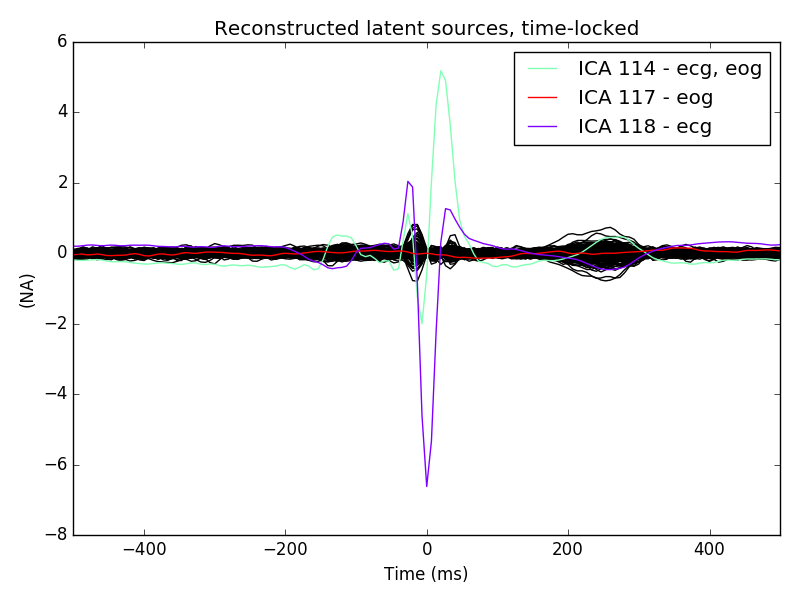 Reconstructed latent sources, time-locked
6
4
2
0
−2
−4
−6
−8
(NA)
ICA 114 - ecg, eog
ICA 117 - eog
ICA 118 - ecg
−400
−200
0
200
400
Time (ms)